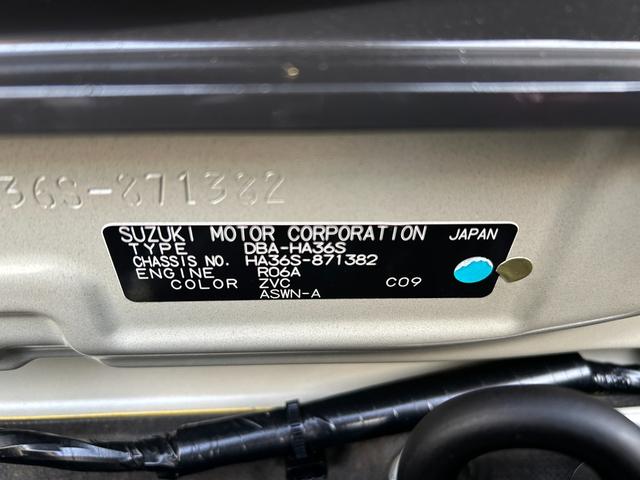 36S-871382
SUZUKI MOTOR CORPORATION JAPAN
TYPE DBA-HA36S
CHASSIS NO. HA36S-871382
ENGINE R06A
COLOR ZVC C09
ASWN-A